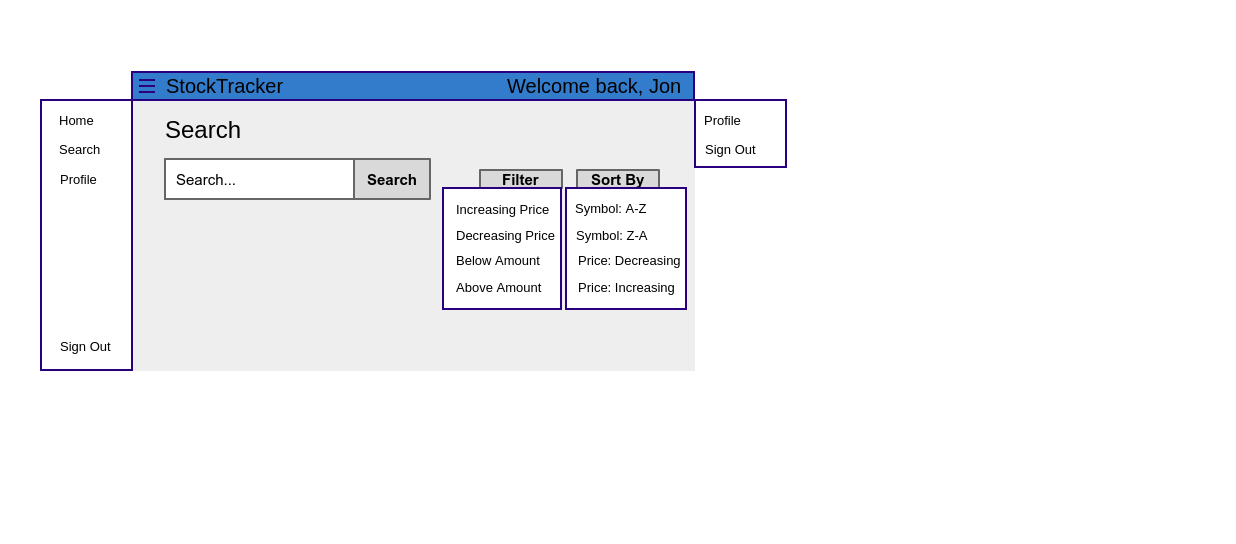 StockTracker
Welcome back, Jon
Home
Search
Profile
Sign Out
Search
Search...
Search
Filter
Increasing Price
Decreasing Price
Below Amount
Above Amount
Sort By
Symbol: A-Z
Symbol: Z-A
Price: Decreasing
Price: Increasing
Profile
Sign Out